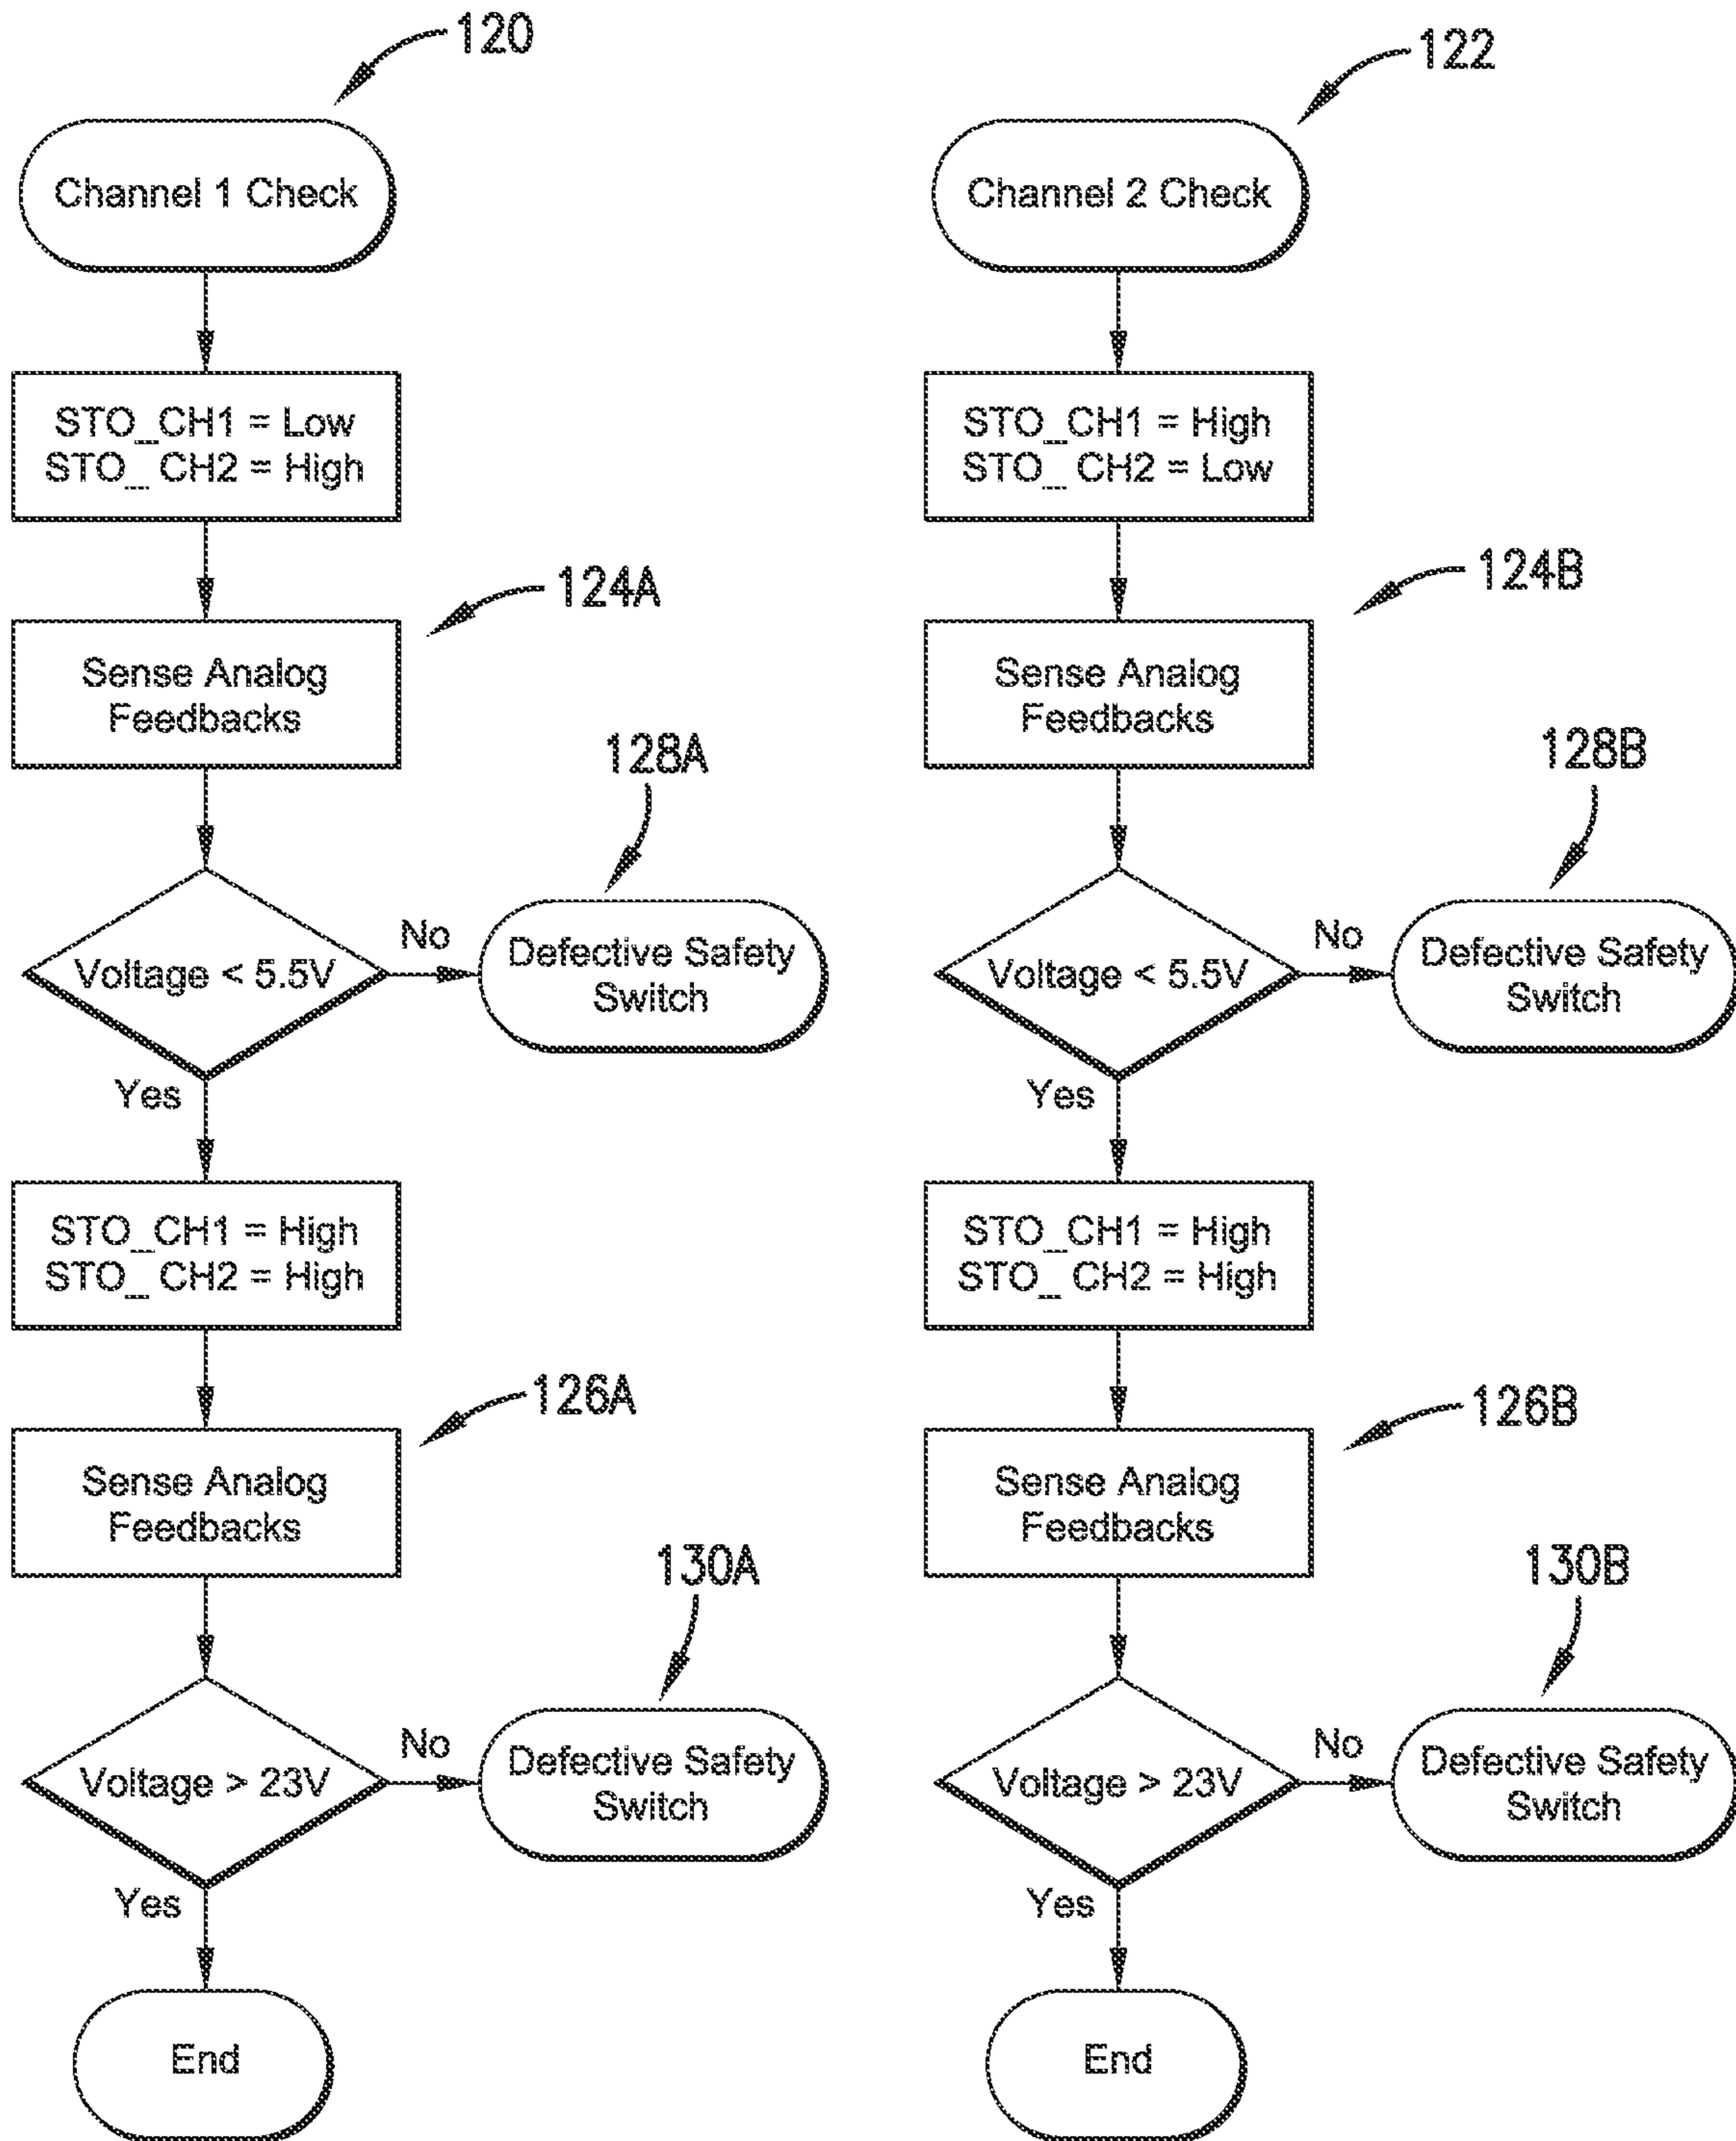 120
Channel 1 Check
STO_CH1 = Low
STO_ CH2 = High
124A
Sense Analog
Feedbacks
128A
Voltage < 5.5V
No
Defective Safety
Switch
Yes
STO_CH1 = High
STO_ CH2 = High
126A
Sense Analog
Feedbacks
130A
Voltage > 23V
No
Defective Safety
Switch
Yes
End
122
Channel 2 Check
STO_CH1 = High
STO_ CH2 = Low
124B
Sense Analog
Feedbacks
128B
Voltage < 5.5V
No
Defective Safety
Switch
Yes
STO_CH1 = High
STO_ CH2 = High
126B
Sense Analog
Feedbacks
130B
Voltage > 23V
No
Defective Safety
Switch
Yes
End